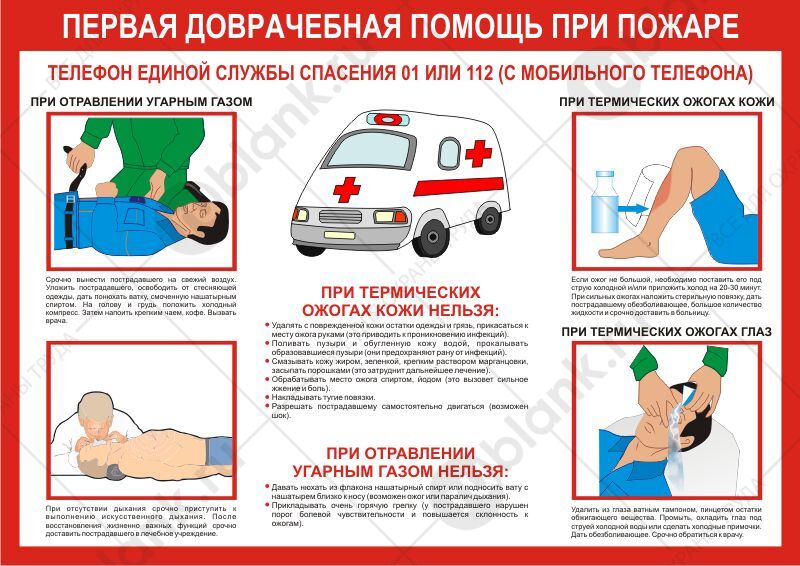 ПЕРВАЯ ДОВРАЧЕБНАЯ ПОМОЩЬ ПРИ ПОЖАРЕ
ТЕЛЕФОН ЕДИНОЙ СЛУЖБЫ СПАСЕНИЯ 01 ИЛИ 112 (С МОБИЛЬНОГО ТЕЛЕФОНА)
ПРИ ОТРАВЛЕНИИ УГАРНЫМ ГАЗОМ
Срочно вынести пострадавшего на свежий воздух.
Уложить пострадавшего, освободить от стесняющей
одежды, дать понюхать ватку, смоченную нашатырным
спиртом. На голову и грудь положить холодный
компресс. Затем напоить крепким чаем, кофе. Вызвать
врача.
При отсутствии дыхания срочно приступить к
выполнению искусственного дыхания. После
восстановления жизненно важных функций срочно
доставить пострадавшего в лечебное учреждение.
ПРИ ТЕРМИЧЕСКИХ
ОЖОГАХ КОЖИ НЕЛЬЗЯ:
• Удалять с поврежденной кожи остатки одежды и грязь, прикасаться к
месту ожога руками (это приводит к проникновению инфекций).
• Поливать пузыри и обугленную кожу водой, прокалывать
образовавшиеся пузыри (они предохраняют рану от инфекций).
• Смазывать кожу жиром, зеленкой, крепким раствором марганцовки,
засыпать порошками (это затруднит дальнейшее лечение).
• Обрабатывать место ожога спиртом, йодом (это вызовет сильное
жжение и боль).
• Накладывать тугие повязки.
• Разрешать пострадавшему самостоятельно двигаться (возможен
шок).
ПРИ ОТРАВЛЕНИИ
УГАРНЫМ ГАЗОМ НЕЛЬЗЯ:
• Давать нюхать из флакона нашатырный спирт или подносить вату с
нашатырем близко к носу (возможен ожог или паралич дыхания).
• Прикладывать очень горячую грелку (у пострадавшего нарушен
порог болевой чувствительности и повышается склонность к
ожогам).
ПРИ ТЕРМИЧЕСКИХ ОЖОГАХ КОЖИ
Если ожог не большой, необходимо поставить его под
струю холодной и/или приложить холод на 20-30 минут.
При сильных ожогах наложить стерильную повязку, дать
пострадавшему обезболивающее, большое количество
жидкости и срочно доставить в больницу.
ПРИ ТЕРМИЧЕСКИХ ОЖОГАХ ГЛАЗ
Удалить из глаза ватным тампоном, пинцетом остатки
обжигающего вещества. Промыть, охладить глаз под
струей холодной воды или сделать холодные примочки.
Дать обезболивающее. Срочно обратиться к врачу.